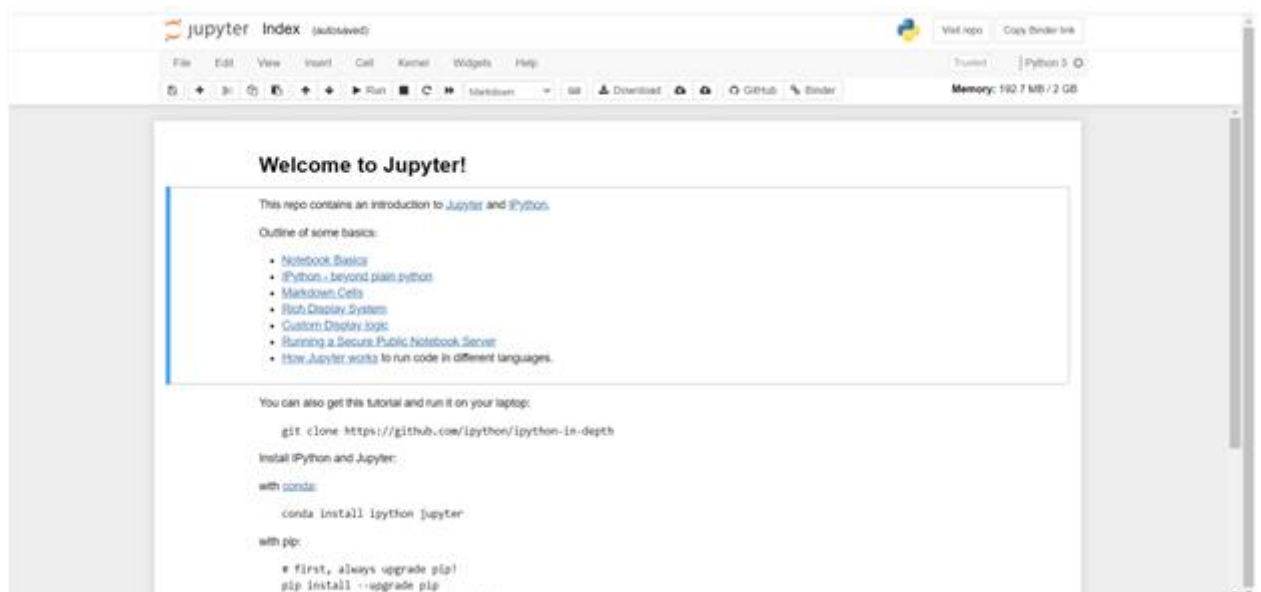 jupyter Index (autosaved)
Visit repo Copy Binder link
File Edit View Insert Cell Kernel Widgets Help
Trusted Python 3
Run Markdown Download GitHub Binder
Memory: 192.7 MB / 2 GB
Welcome to Jupyter!
This repo contains an introduction to Jupyter and IPython.
Outline of some basics:
• Notebook Basics
• IPython - beyond plain python
• Markdown Cells
• Rich Display System
• Custom Display logic
• Running a Secure Public Notebook Server
• How Jupyter works to run code in different languages.
You can also get this tutorial and run it on your laptop:
git clone https://github.com/ipython/ipython-in-depth
Install IPython and Jupyter:
with conda:
conda install ipython jupyter
with pip:
# first, always upgrade pip!
pip install --upgrade pip